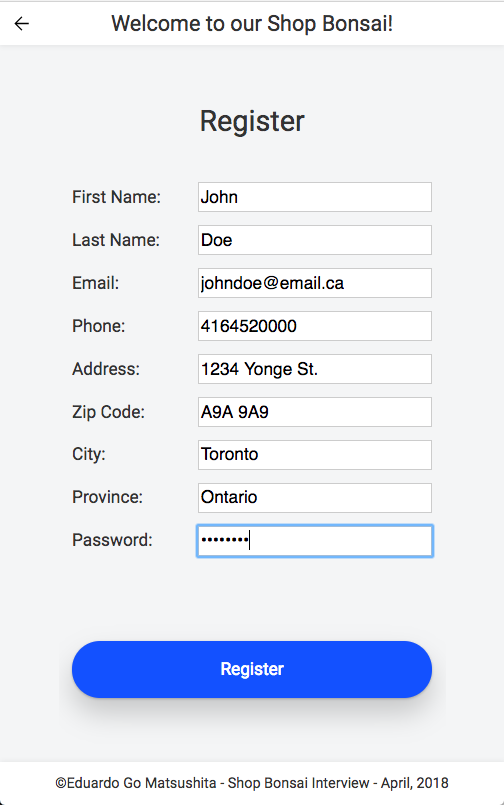 Welcome to our Shop Bonsai!
Register
First Name: John
Last Name: Doe
Email: johndoe@email.ca
Phone: 4164520000
Address: 1234 Yonge St.
Zip Code: A9A 9A9
City: Toronto
Province: Ontario
Password: ••••••••
Register
©Eduardo Go Matsushita - Shop Bonsai Interview - April, 2018